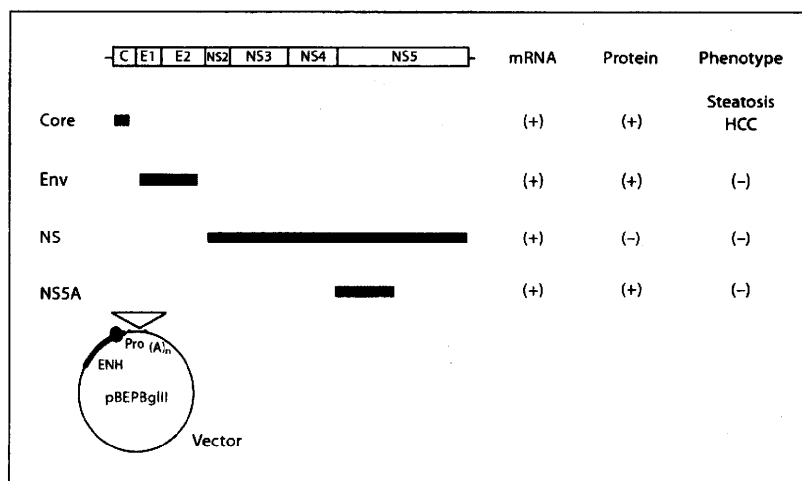 C E1 E2 NS2 NS3 NS4 NS5 mRNA Protein Phenotype
Core (+) (+) Steatosis
HCC
Env (+) (+) (–)
NS (+) (–) (–)
NS5A (+) (+) (–)
Pro (A)n
ENH
pBEPBglII
Vector